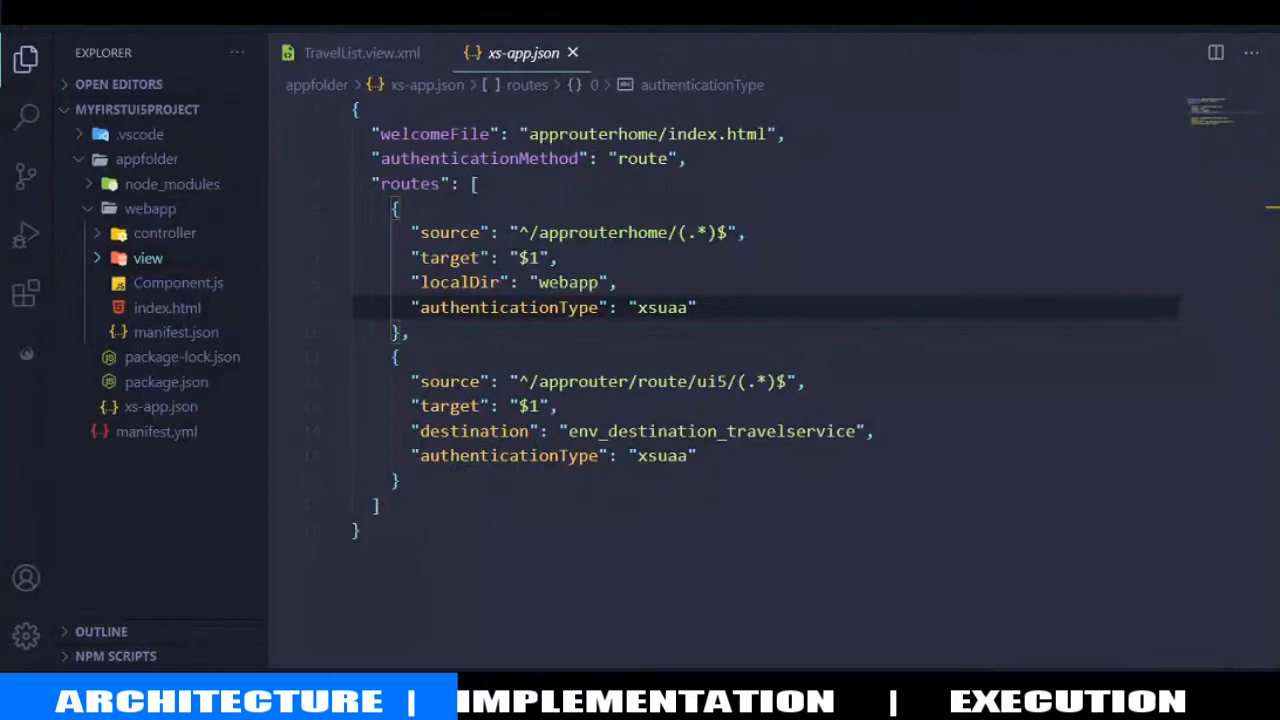 EXPLORER ...
OPEN EDITORS
MYFIRSTUI5PROJECT
.vscode
appfolder
node_modules
webapp
controller
view
Component.js
index.html
manifest.json
package-lock.json
package.json
xs-app.json
manifest.yml
OUTLINE
NPM SCRIPTS
TravelList.view.xml
{..} xs-app.json ×
appfolder > {..} xs-app.json > [ ] routes > {} 0 > authenticationType
{
"welcomeFile": "approuterhome/index.html",
"authenticationMethod": "route",
"routes": [
{
"source": "^/approuterhome/(.*)$",
"target": "$1",
"localDir": "webapp",
"authenticationType": "xsuaa"
},
{
"source": "^/approuter/route/ui5/(.*)$",
"target": "$1",
"destination": "env_destination_travelservice",
"authenticationType": "xsuaa"
}
]
}
ARCHITECTURE | IMPLEMENTATION | EXECUTION